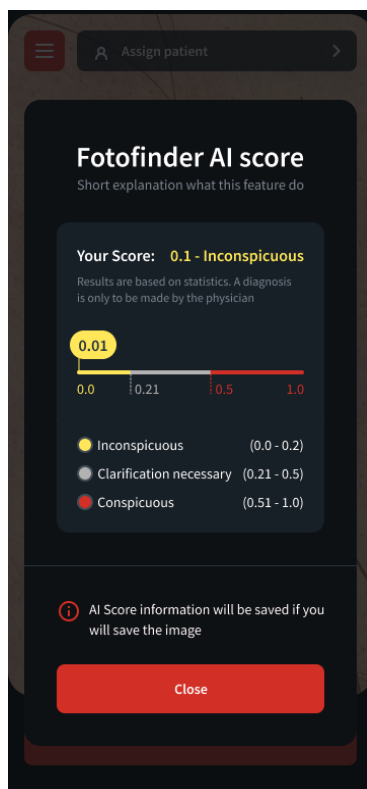 Assign patient
Fotofinder AI score
Short explanation what this feature do
Your Score: 0.1 - Inconspicuous
Results are based on statistics. A diagnosis
is only to be made by the physician
0.01
0.0 0.21 0.5 1.0
Inconspicuous (0.0 - 0.2)
Clarification necessary (0.21 - 0.5)
Conspicuous (0.51 - 1.0)
AI Score information will be saved if you
will save the image
Close